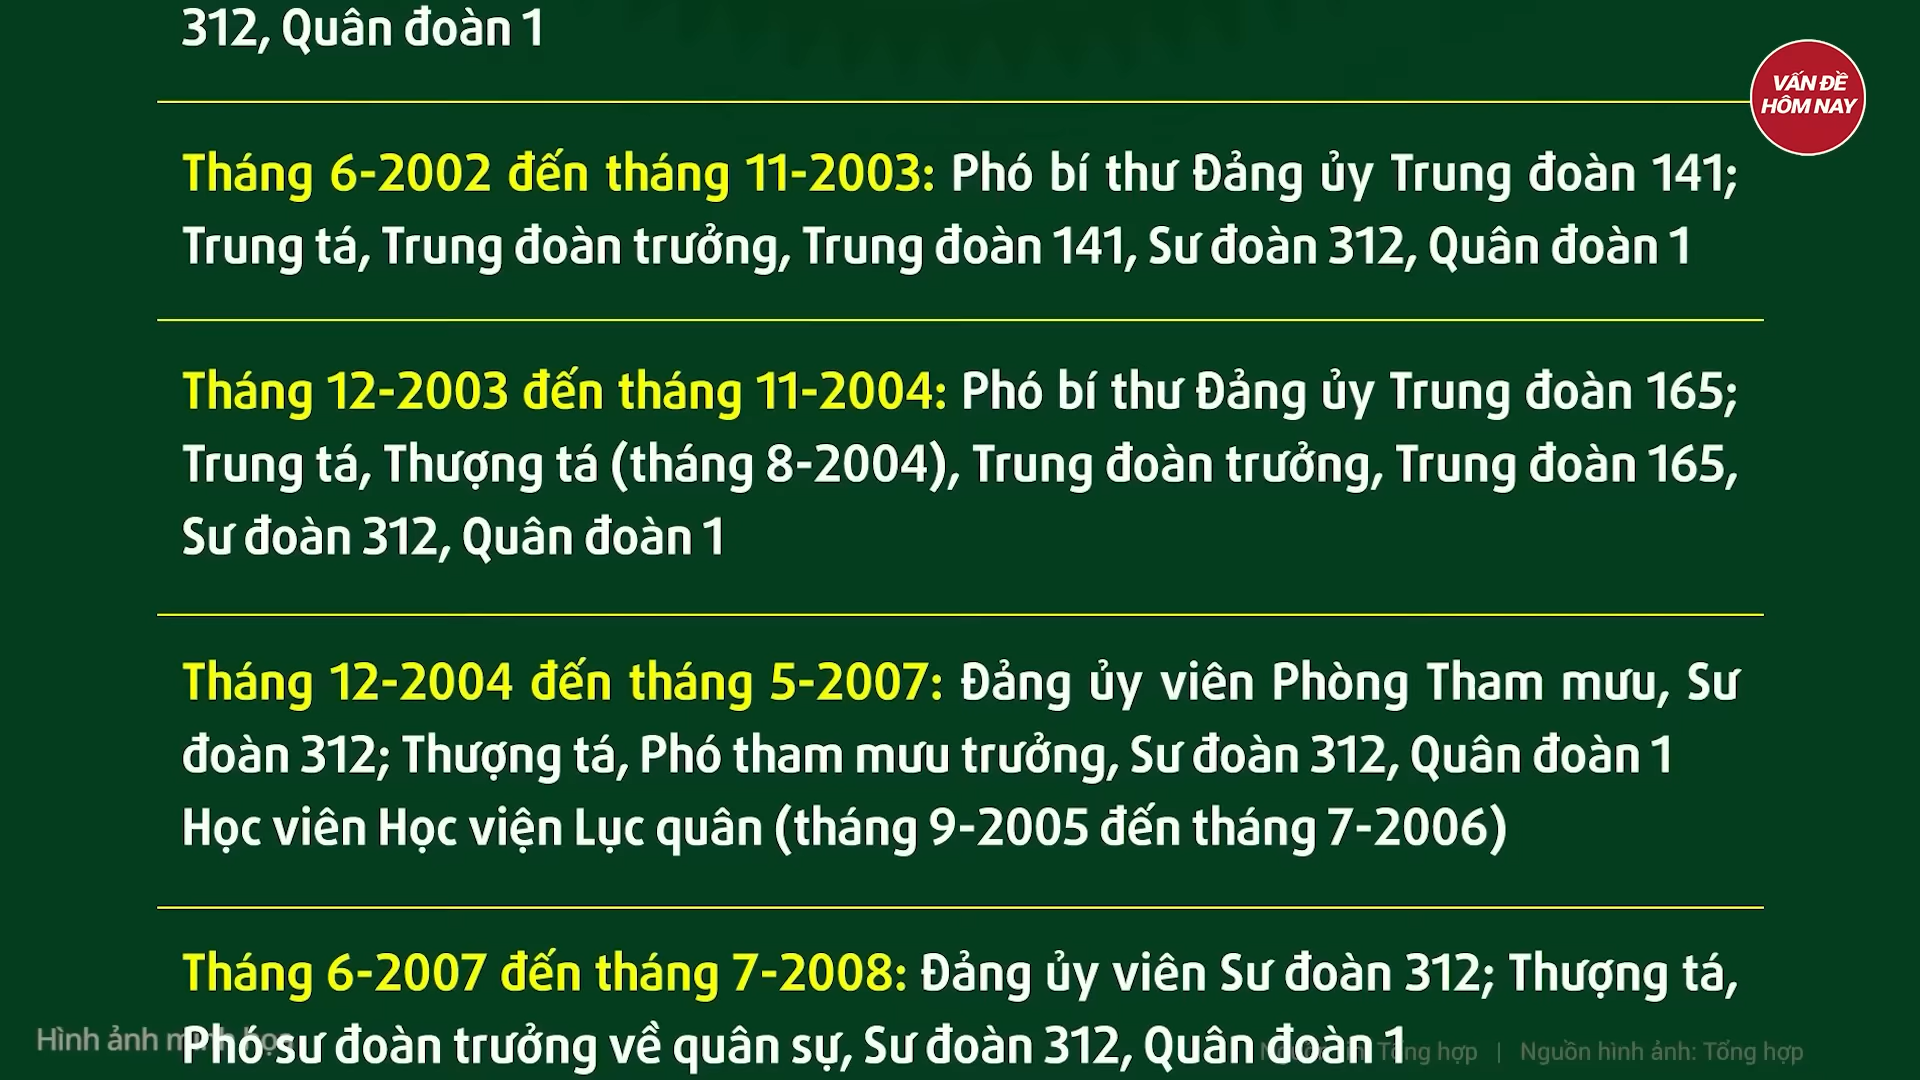 312, Quân đoàn 1
VẤN ĐỀ
HÔM NAY
Tháng 6-2002 đến tháng 11-2003: Phó bí thư Đảng ủy Trung đoàn 141;
Trung tá, Trung đoàn trưởng, Trung đoàn 141, Sư đoàn 312, Quân đoàn 1
Tháng 12-2003 đến tháng 11-2004: Phó bí thư Đảng ủy Trung đoàn 165;
Trung tá, Thượng tá (tháng 8-2004), Trung đoàn trưởng, Trung đoàn 165,
Sư đoàn 312, Quân đoàn 1
Tháng 12-2004 đến tháng 5-2007: Đảng ủy viên Phòng Tham mưu, Sư
đoàn 312; Thượng tá, Phó tham mưu trưởng, Sư đoàn 312, Quân đoàn 1
Học viên Học viện Lục quân (tháng 9-2005 đến tháng 7-2006)
Tháng 6-2007 đến tháng 7-2008: Đảng ủy viên Sư đoàn 312; Thượng tá,
Phó sư đoàn trưởng về quân sự, Sư đoàn 312, Quân đoàn 1
Hình ảnh minh họa
Tổng hợp | Nguồn hình ảnh: Tổng hợp